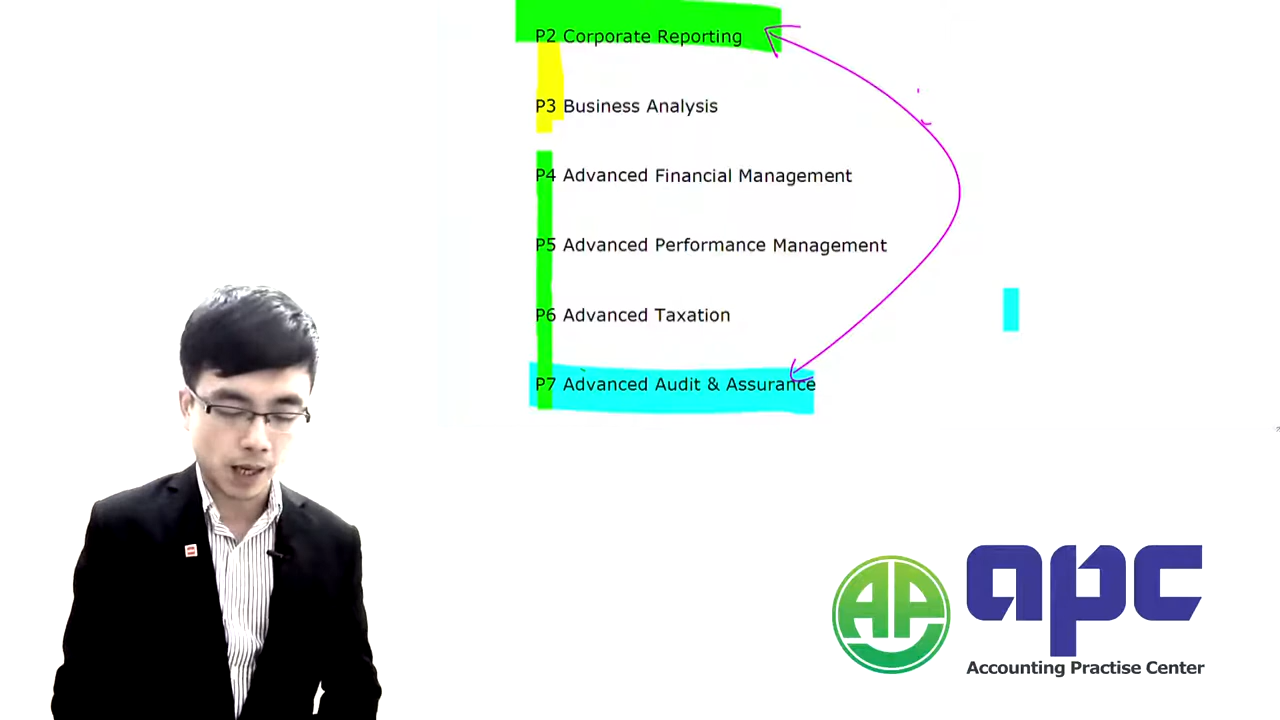 P2 Corporate Reporting
P3 Business Analysis
P4 Advanced Financial Management
P5 Advanced Performance Management
P6 Advanced Taxation
P7 Advanced Audit & Assurance
AP
apc
Accounting Practise Center